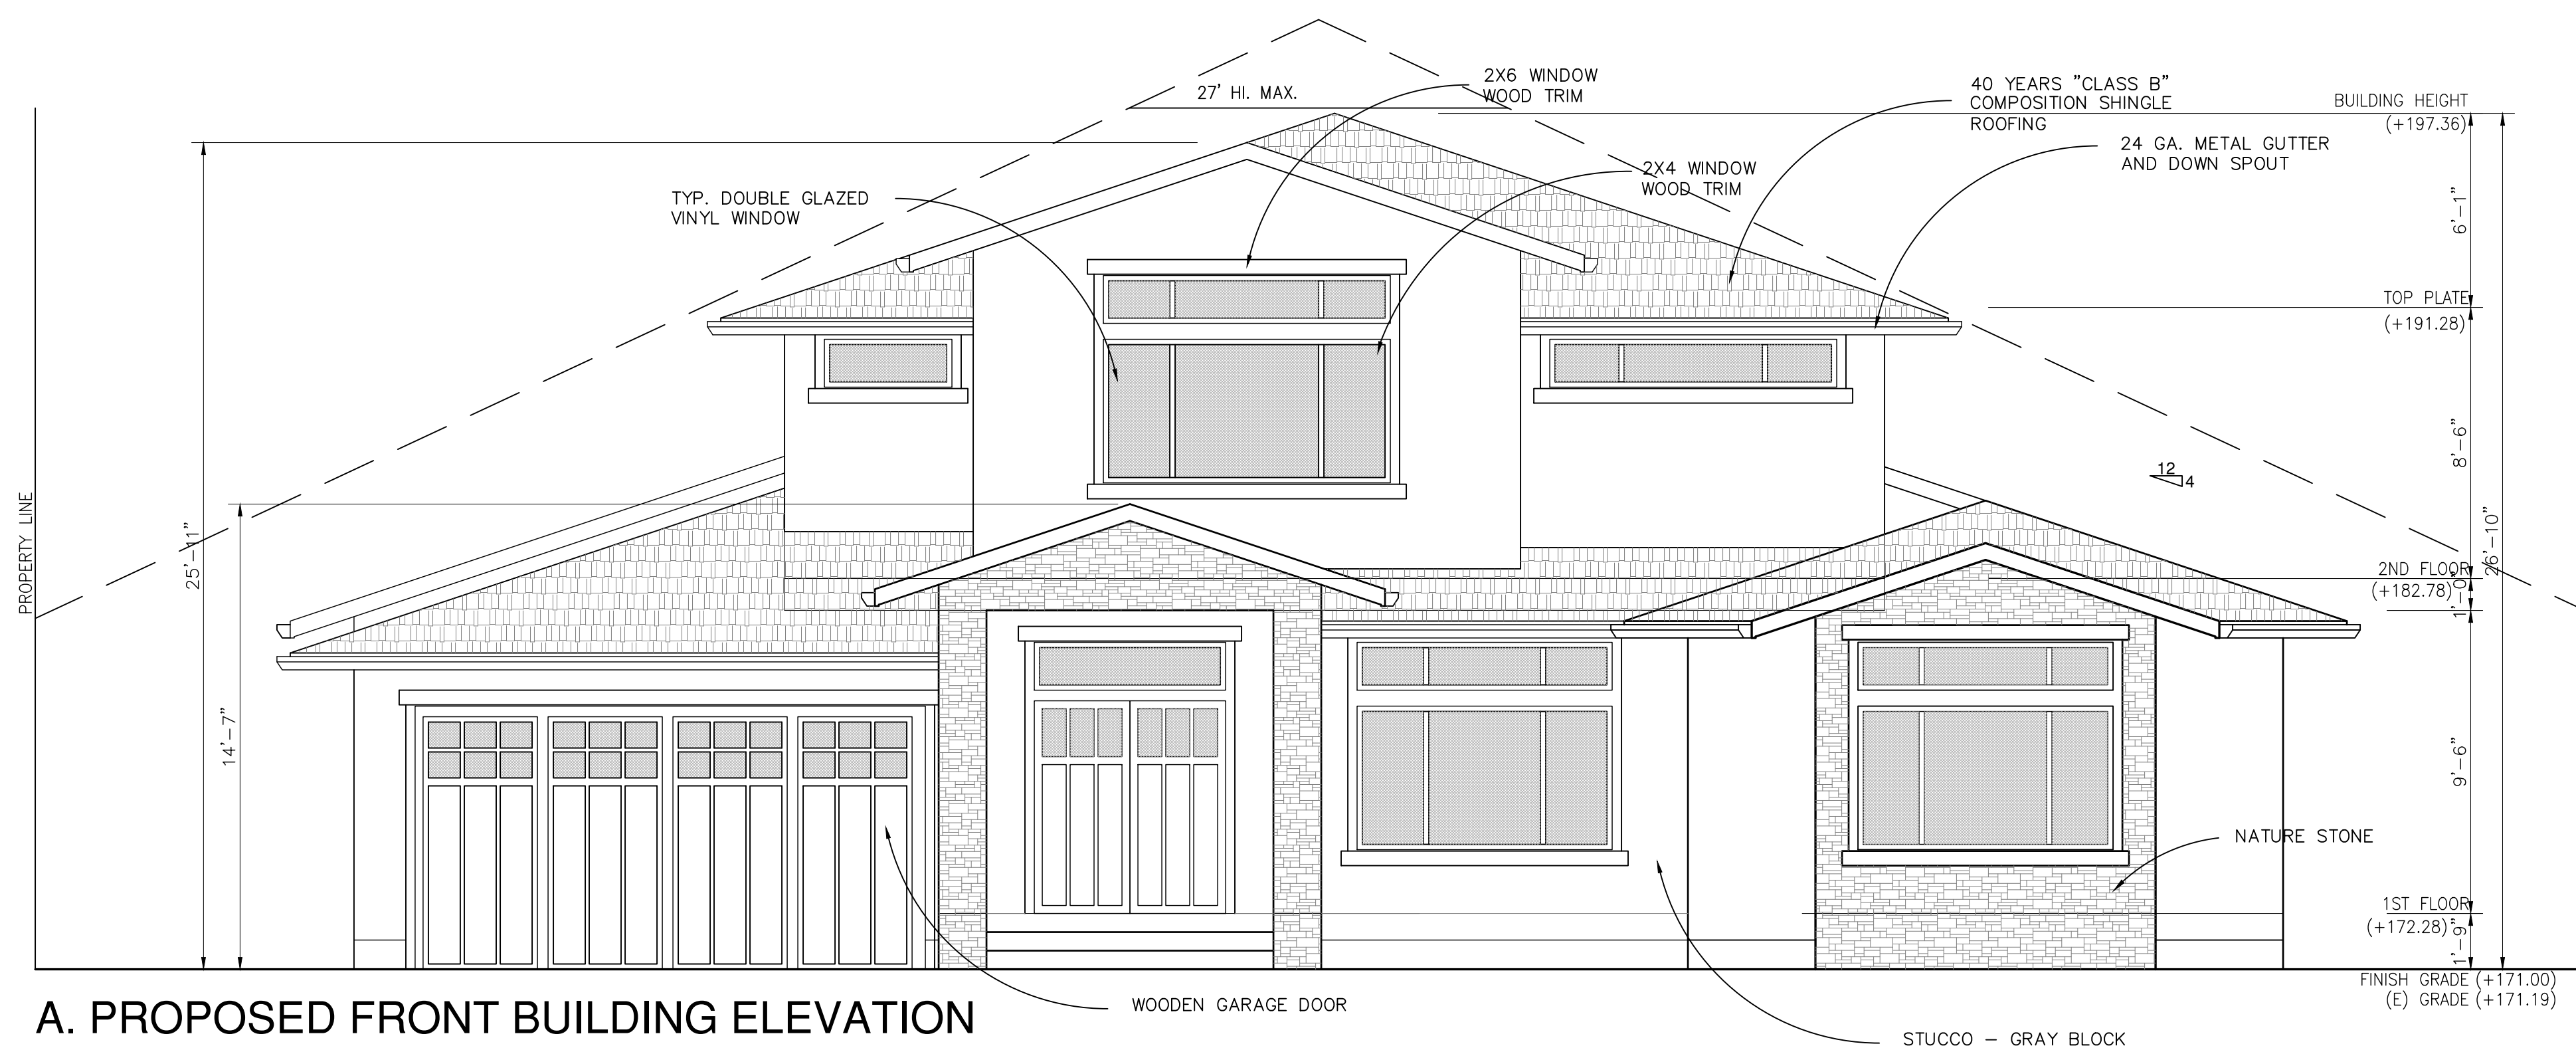 27' HI. MAX.
2X6 WINDOW
WOOD TRIM
40 YEARS "CLASS B"
COMPOSITION SHINGLE
ROOFING
BUILDING HEIGHT
(+197.36)
24 GA. METAL GUTTER
AND DOWN SPOUT
2X4 WINDOW
WOOD TRIM
TYP. DOUBLE GLAZED
VINYL WINDOW
6'-1"
TOP PLATE
(+191.28)
8'-6"
12
4
PROPERTY LINE
25'-11"
26'-10"
2ND FLOOR
(+182.78)
1'-0"
14'-7"
9'-6"
NATURE STONE
1ST FLOOR
(+172.28)
1'-9"
FINISH GRADE (+171.00)
(E) GRADE (+171.19)
A. PROPOSED FRONT BUILDING ELEVATION
WOODEN GARAGE DOOR
STUCCO - GRAY BLOCK